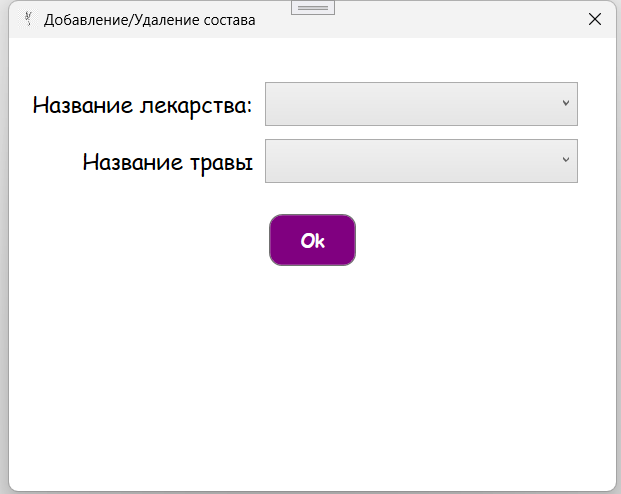 Добавление/Удаление состава
Название лекарства:
Название травы
Ok